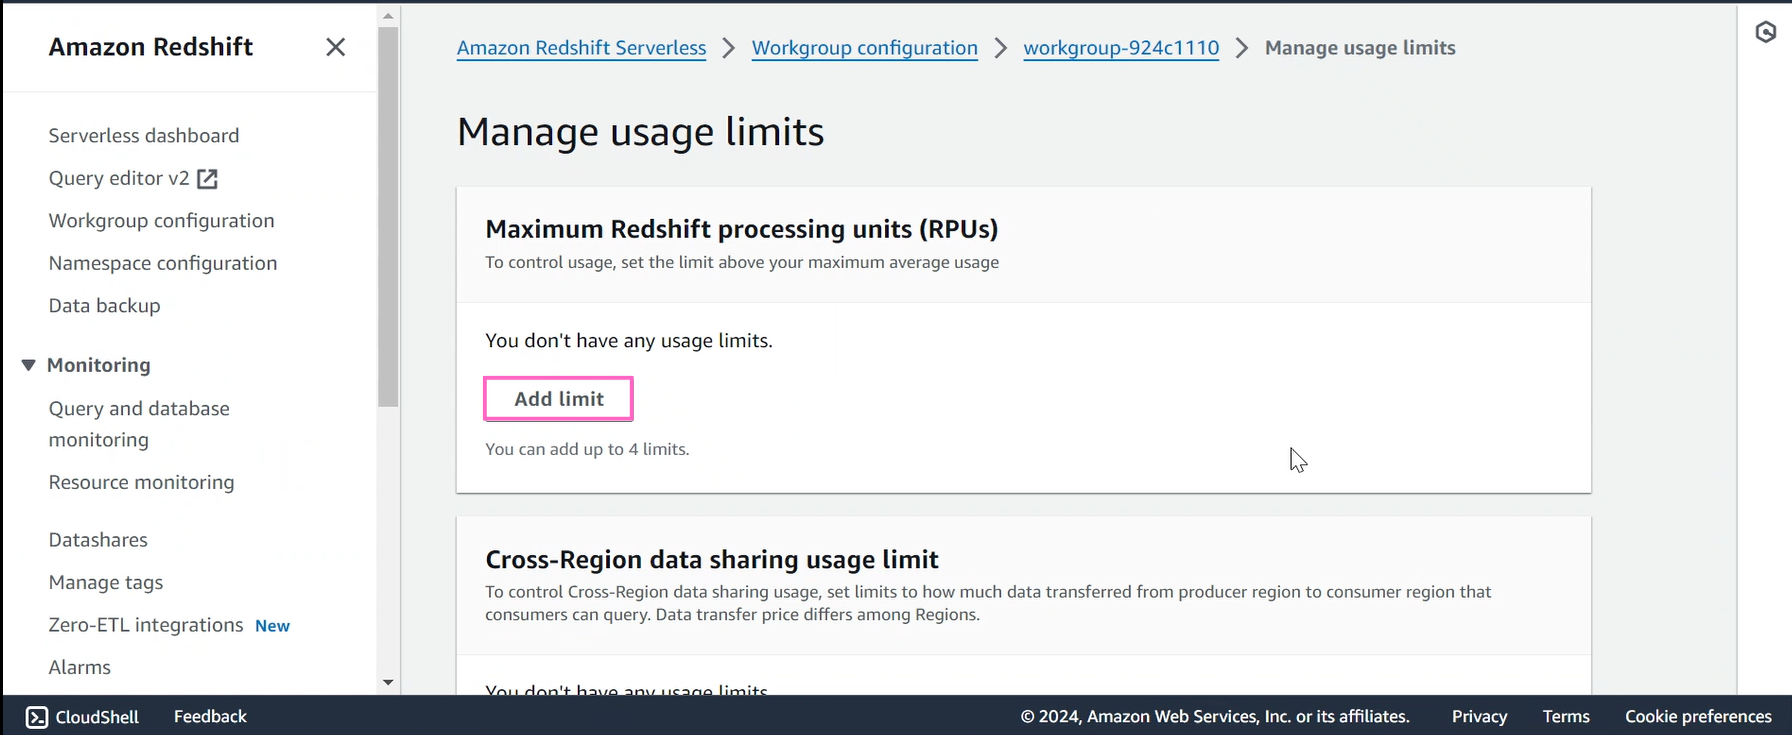 Amazon Redshift
Serverless dashboard
Query editor v2
Workgroup configuration
Namespace configuration
Data backup
Monitoring
Query and database
monitoring
Resource monitoring
Datashares
Manage tags
Zero-ETL integrations New
Alarms
Amazon Redshift Serverless > Workgroup configuration > workgroup-924c1110 > Manage usage limits
Manage usage limits
Maximum Redshift processing units (RPUs)
To control usage, set the limit above your maximum average usage
You don't have any usage limits.
Add limit
You can add up to 4 limits.
Cross-Region data sharing usage limit
To control Cross-Region data sharing usage, set limits to how much data transferred from producer region to consumer region that
consumers can query. Data transfer price differs among Regions.
You don't have any usage limits.
CloudShell Feedback © 2024, Amazon Web Services, Inc. or its affiliates. Privacy Terms Cookie preferences